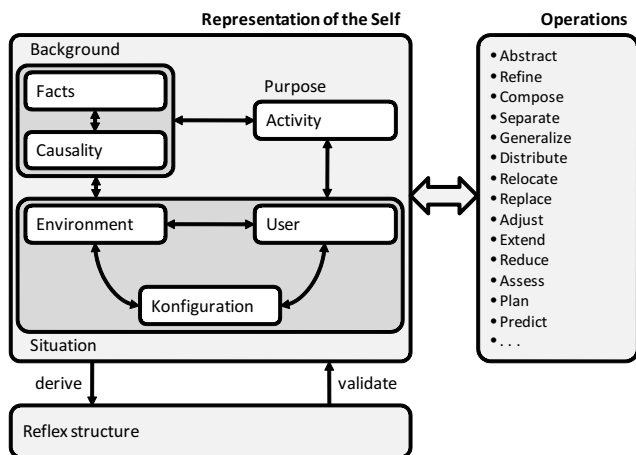 Representation of the Self
Operations
Background
Facts
Causality
Purpose
Activity
Environment
User
Konfiguration
Situation
derive
validate
Reflex structure
• Abstract
• Refine
• Compose
• Separate
• Generalize
• Distribute
• Relocate
• Replace
• Adjust
• Extend
• Reduce
• Assess
• Plan
• Predict
• . . .